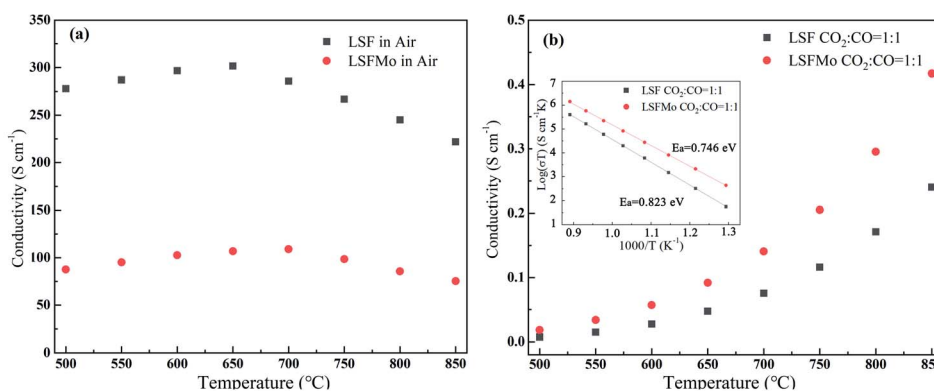 (a)
LSF in Air
LSFMo in Air
350
300
250
200
150
100
50
0
Conductivity (S cm⁻¹)
500 550 600 650 700 750 800 850
Temperature (℃)
(b)
LSF CO₂:CO=1:1
LSFMo CO₂:CO=1:1
0.5
0.4
0.3
0.2
0.1
0.0
Conductivity (S cm⁻¹)
500 550 600 650 700 750 800 850
Temperature (℃)
LSF CO₂:CO=1:1
LSFMo CO₂:CO=1:1
7
6
5
4
3
2
1
Log(σT) (S cm⁻¹K)
Ea=0.746 eV
Ea=0.823 eV
0.9 1.0 1.1 1.2 1.3
1000/T (K⁻¹)